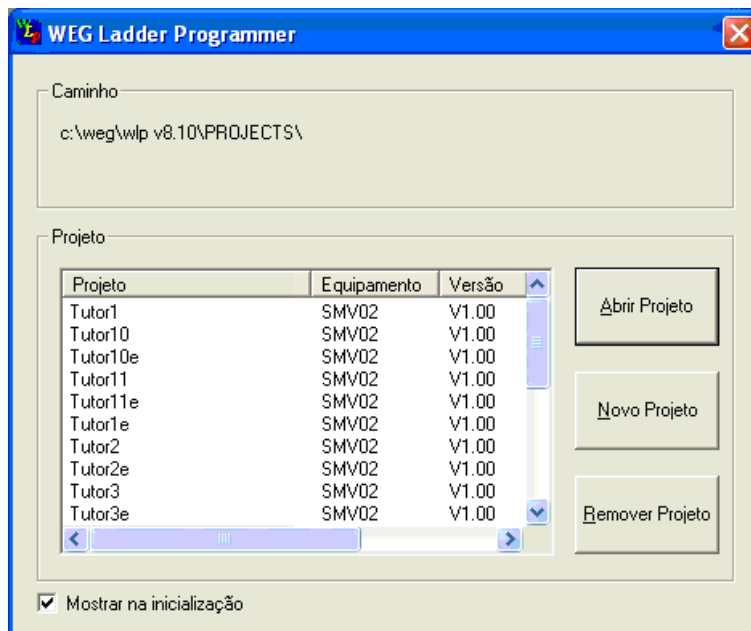 WEG Ladder Programmer
Caminho
c:\weg\wlp v8.10\PROJECTS\
Projeto
Projeto Equipamento Versão
Tutor1 SMV02 V1.00
Tutor10 SMV02 V1.00
Tutor10e SMV02 V1.00
Tutor11 SMV02 V1.00
Tutor11e SMV02 V1.00
Tutor1e SMV02 V1.00
Tutor2 SMV02 V1.00
Tutor2e SMV02 V1.00
Tutor3 SMV02 V1.00
Tutor3e SMV02 V1.00
Abrir Projeto
Novo Projeto
Remover Projeto
Mostrar na inicialização